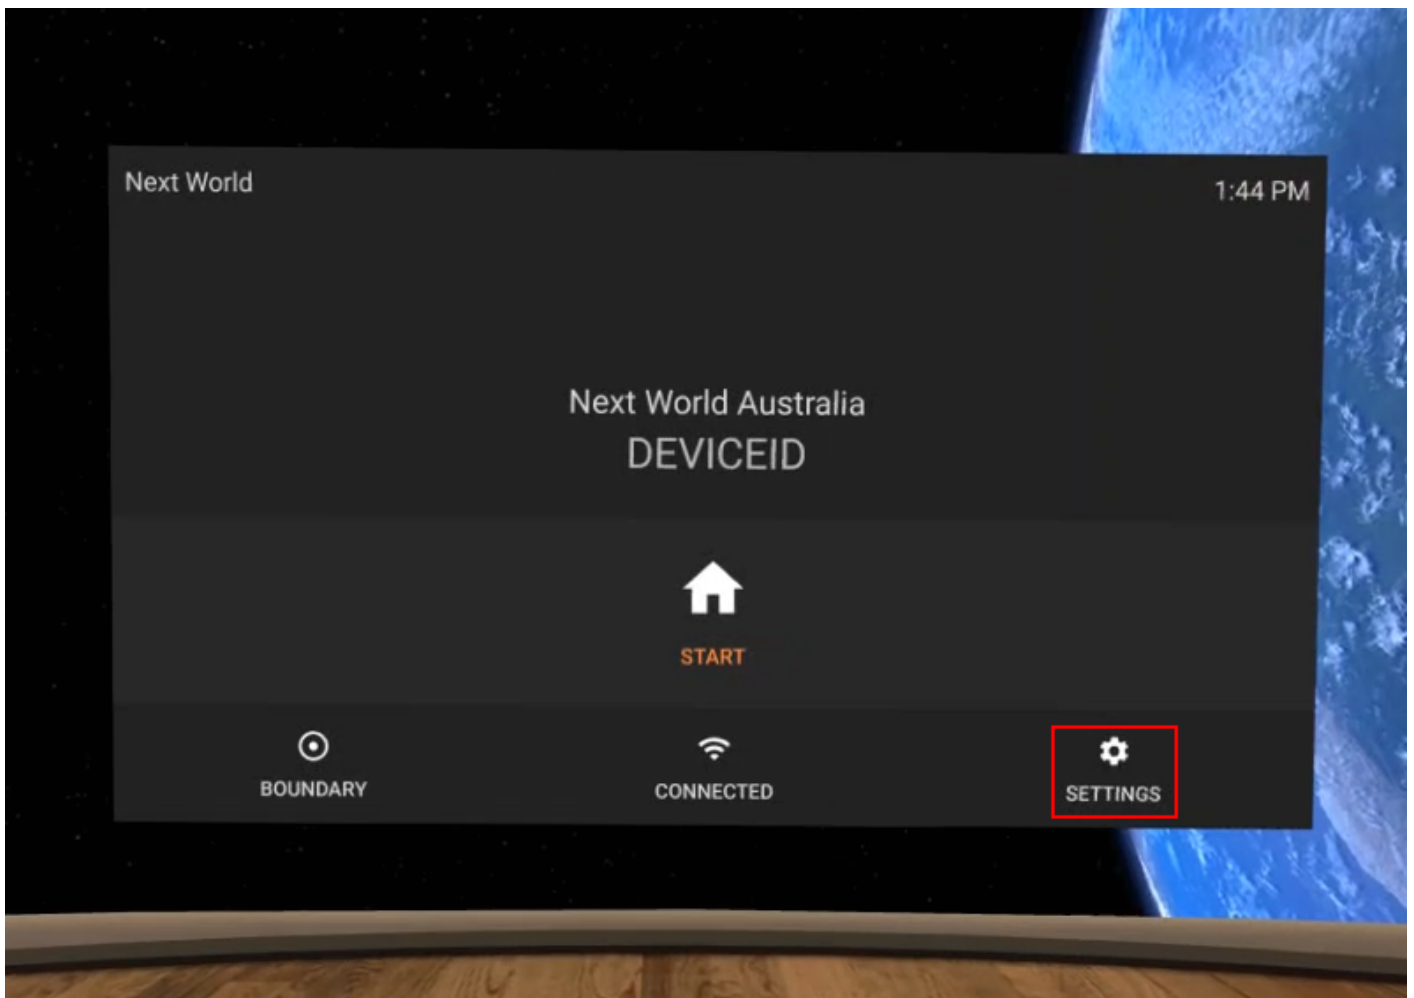 Next World
1:44 PM
Next World Australia
DEVICEID
START
BOUNDARY
CONNECTED
SETTINGS